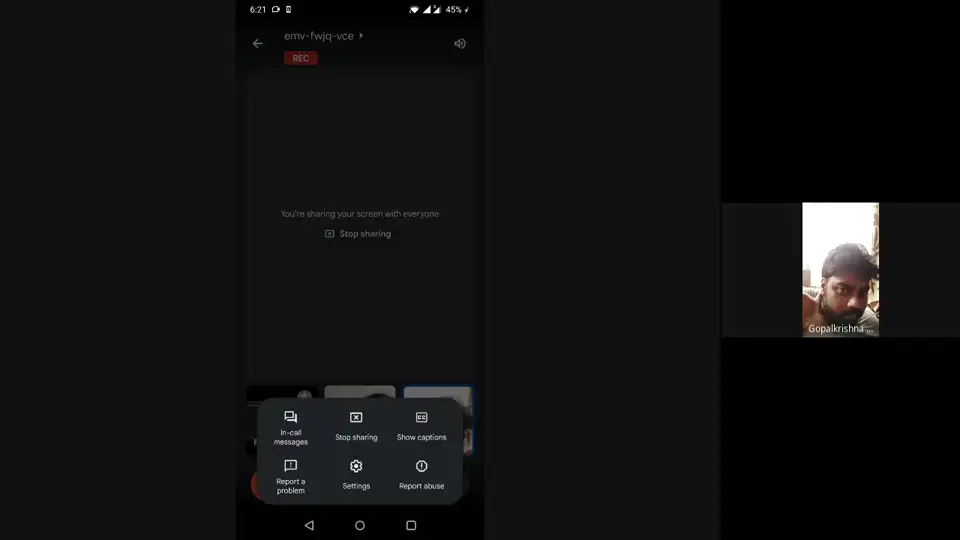 6:21
45%
emv-fwjq-vce
REC
You're sharing your screen with everyone
Stop sharing
In-call
messages
Stop sharing
Show captions
Report a
problem
Settings
Report abuse
Gopalkrishna ...